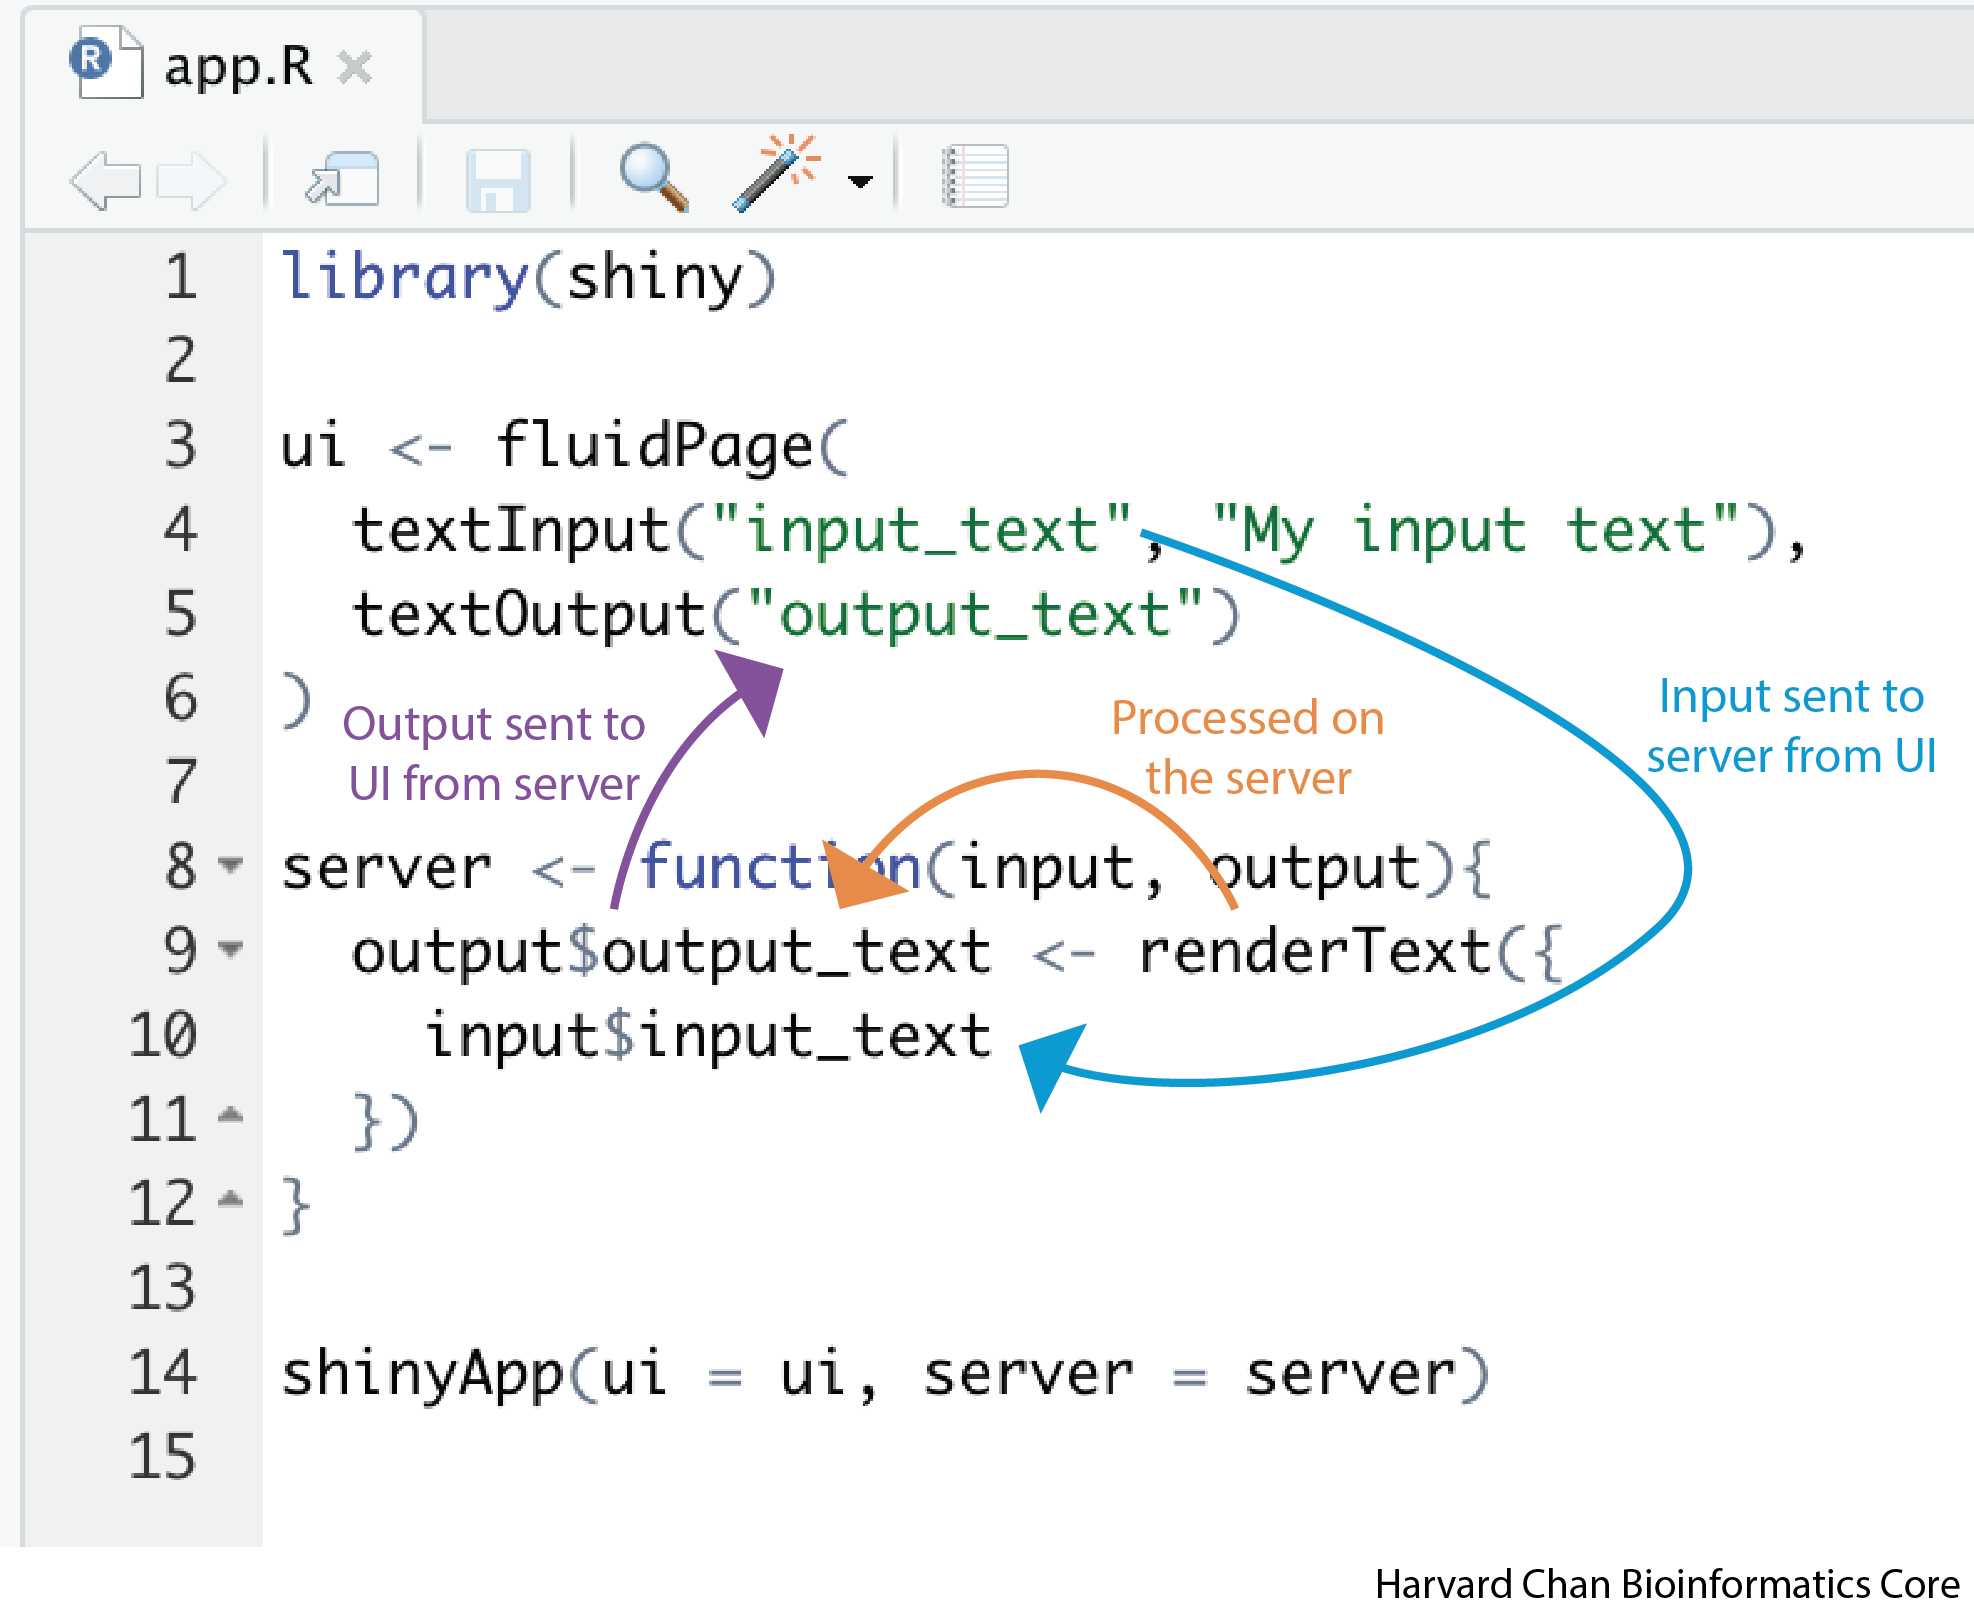 R app.R
1 library(shiny)
2
3 ui <- fluidPage(
4   textInput("input_text", "My input text"),
5   textOutput("output_text")
6 )
Output sent to
UI from server
Processed on
the server
Input sent to
server from UI
7
8 server <- function(input, output){
9   output$output_text <- renderText({
10     input$input_text
11   })
12 }
13
14 shinyApp(ui = ui, server = server)
15
Harvard Chan Bioinformatics Core